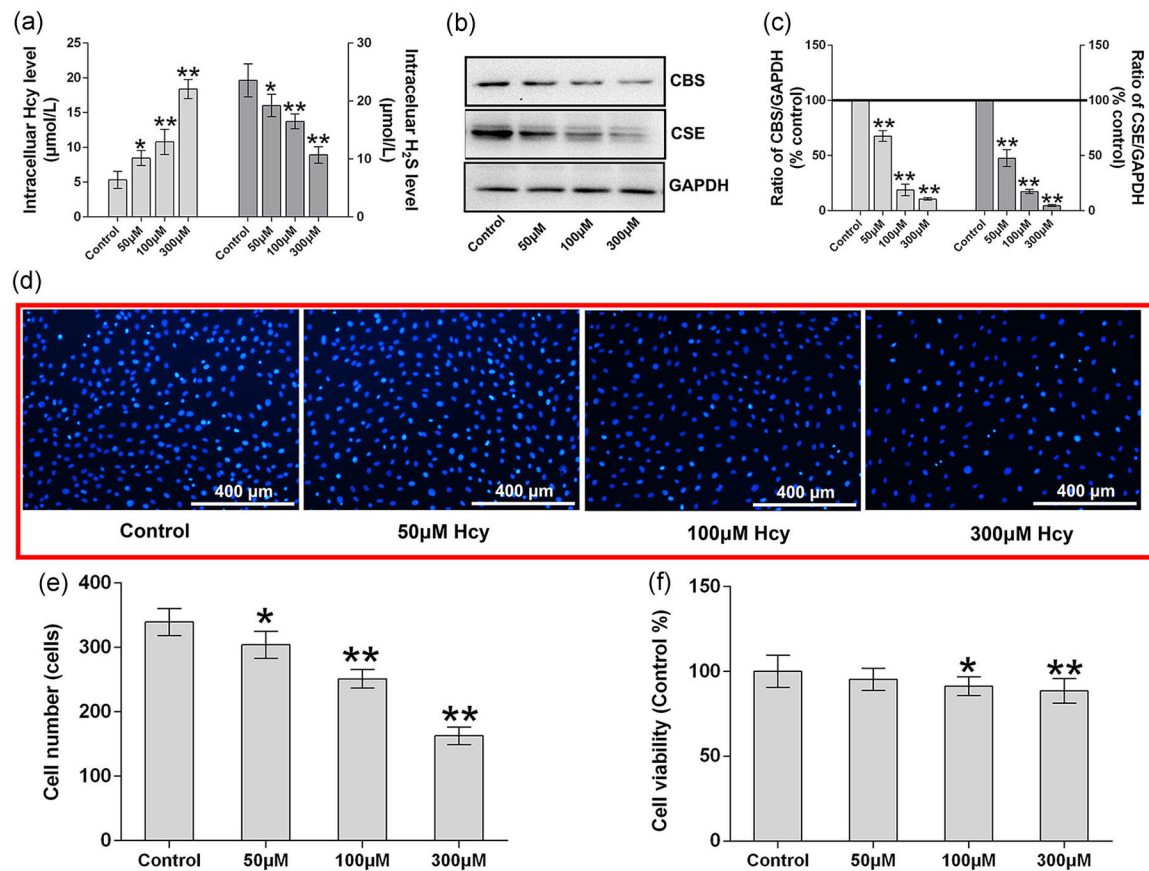 (a)
Intracelluar Hcy level
(μmol/L)
25
20
15
10
5
0
*
**
**
*
**
**
30
20
10
0
Intraceluar H₂S level
(μmol/L)
Control
50μM
100μM
300μM
Control
50μM
100μM
300μM
(b)
CBS
CSE
GAPDH
Control
50μM
100μM
300μM
(c)
Ratio of CBS/GAPDH
(% control)
150
100
50
0
**
**
**
**
**
**
150
100
50
0
Ratio of CSE/GAPDH
(% control)
Control
50μM
100μM
300μM
Control
50μM
100μM
300μM
(d)
400 μm
400 μm
400 μm
400 μm
Control
50μM Hcy
100μM Hcy
300μM Hcy
(e)
Cell number (cells)
400
300
200
100
0
*
**
**
Control
50μM
100μM
300μM
(f)
Cell viability (Control %)
150
100
50
0
*
**
Control
50μM
100μM
300μM